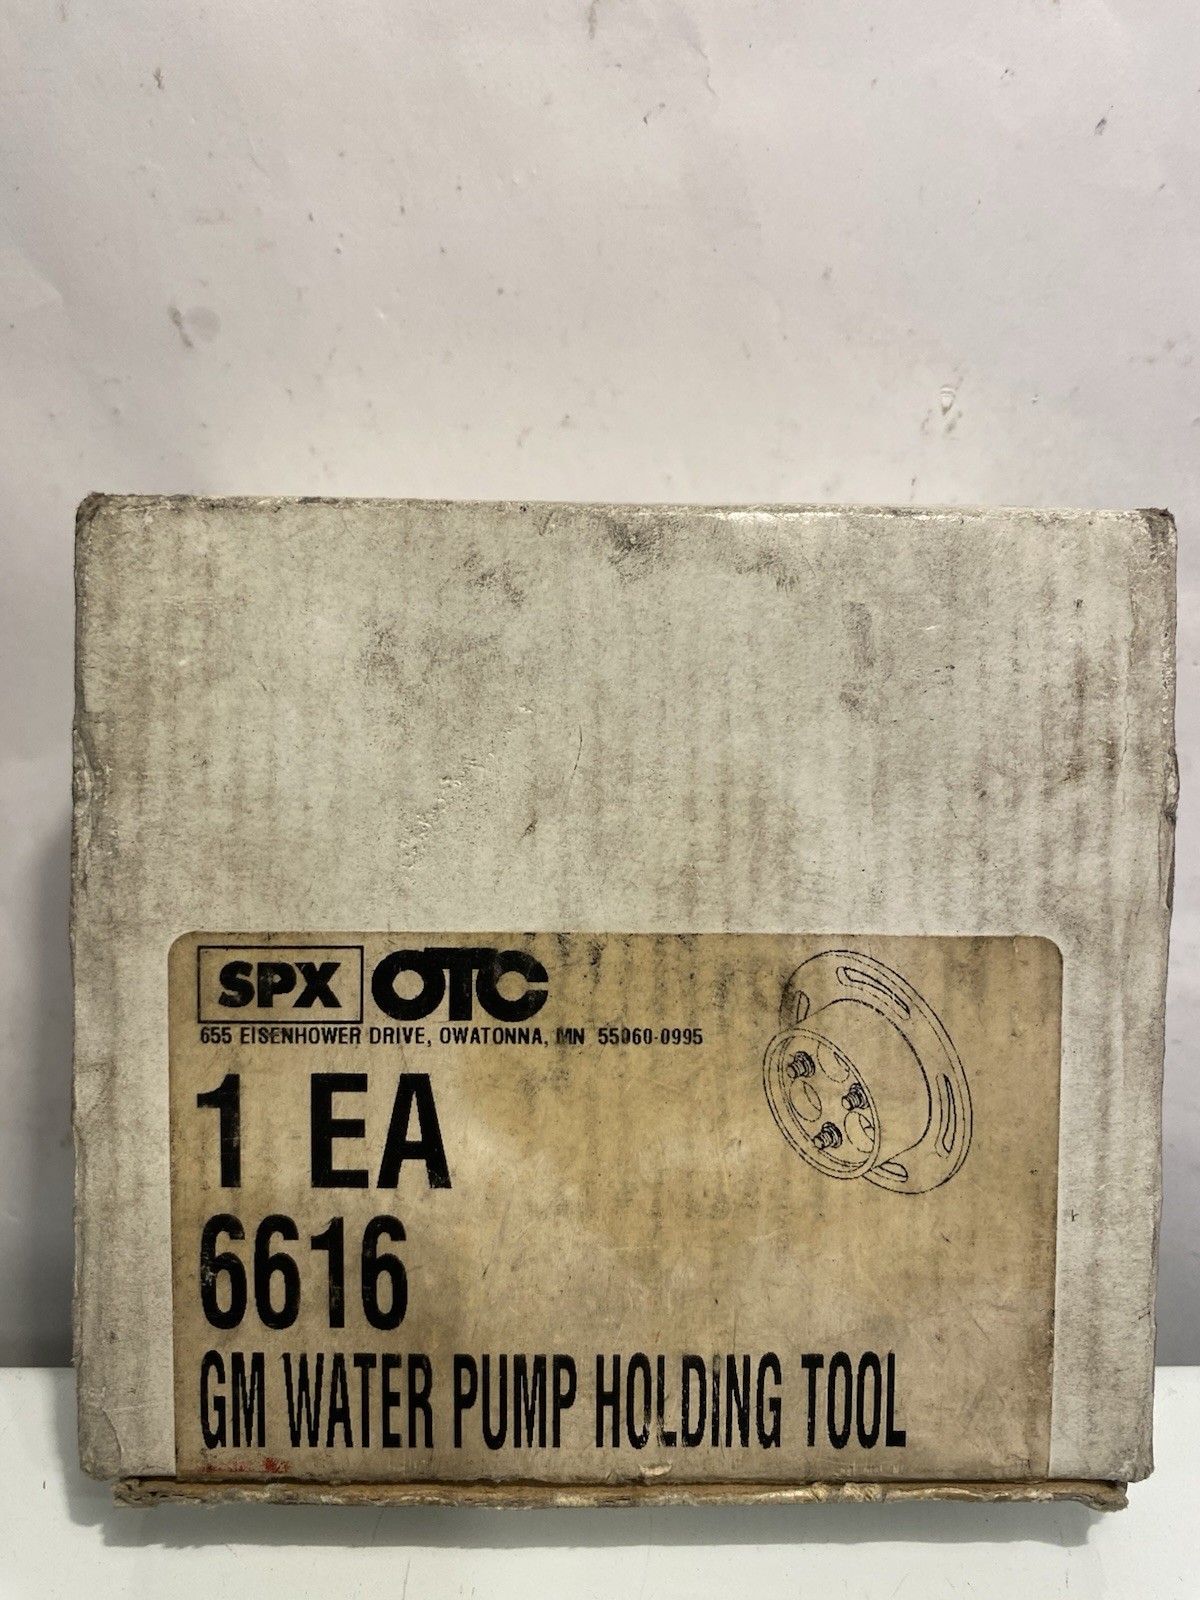 SPX OTC
655 EISENHOWER DRIVE, OWATONNA, MN 55060-0995
1 EA
6616
GM WATER PUMP HOLDING TOOL